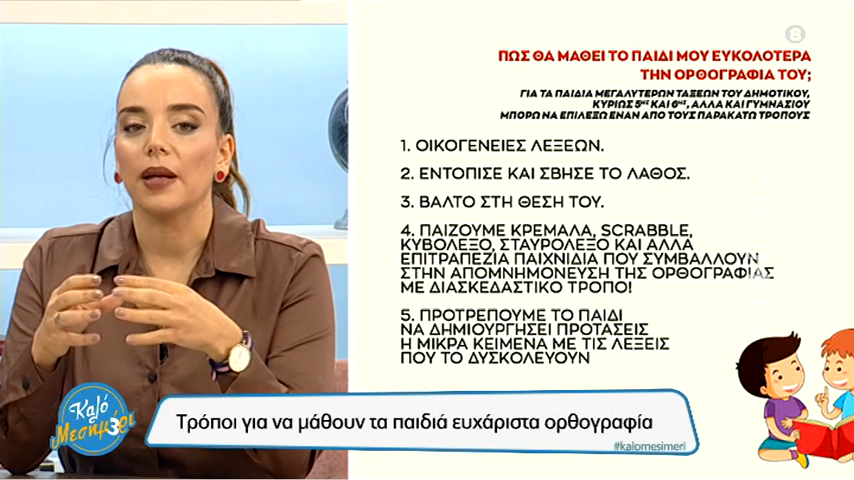 8
ΠΩΣ ΘΑ ΜΑΘΕΙ ΤΟ ΠΑΙΔΙ ΜΟΥ ΕΥΚΟΛΟΤΕΡΑ
ΤΗΝ ΟΡΘΟΓΡΑΦΙΑ ΤΟΥ;
ΓΙΑ ΤΑ ΠΑΙΔΙΑ ΜΕΓΑΛΥΤΕΡΩΝ ΤΑΞΕΩΝ ΤΟΥ ΔΗΜΟΤΙΚΟΥ,
ΚΥΡΙΩΣ 5ΗΣ ΚΑΙ 6ΗΣ, ΑΛΛΑ ΚΑΙ ΓΥΜΝΑΣΙΟΥ
ΜΠΟΡΩ ΝΑ ΕΠΙΛΕΞΩ ΕΝΑΝ ΑΠΟ ΤΟΥΣ ΠΑΡΑΚΑΤΩ ΤΡΟΠΟΥΣ
1. ΟΙΚΟΓΕΝΕΙΕΣ ΛΕΞΕΩΝ.
2. ΕΝΤΟΠΙΣΕ ΚΑΙ ΣΒΗΣΕ ΤΟ ΛΑΘΟΣ.
3. ΒΑΛΤΟ ΣΤΗ ΘΕΣΗ ΤΟΥ.
4. ΠΑΙΖΟΥΜΕ ΚΡΕΜΑΛΑ, SCRABBLE,
ΚΥΒΟΛΕΞΟ, ΣΤΑΥΡΟΛΕΞΟ ΚΑΙ ΑΛΛΑ
ΕΠΙΤΡΑΠΕΖΙΑ ΠΑΙΧΝΙΔΙΑ ΠΟΥ ΣΥΜΒΑΛΛΟΥΝ
ΣΤΗΝ ΑΠΟΜΝΗΜΟΝΕΥΣΗ ΤΗΣ ΟΡΘΟΓΡΑΦΙΑΣ
ΜΕ ΔΙΑΣΚΕΔΑΣΤΙΚΟ ΤΡΟΠΟ!
5. ΠΡΟΤΡΕΠΟΥΜΕ ΤΟ ΠΑΙΔΙ
ΝΑ ΔΗΜΙΟΥΡΓΗΣΕΙ ΠΡΟΤΑΣΕΙΣ
Η ΜΙΚΡΑ ΚΕΙΜΕΝΑ ΜΕ ΤΙΣ ΛΕΞΕΙΣ
ΠΟΥ ΤΟ ΔΥΣΚΟΛΕΥΟΥΝ
Καλό
Μεσημέρι
3
Τρόποι για να μάθουν τα παιδιά ευχάριστα ορθογραφία
#kalomesimeri